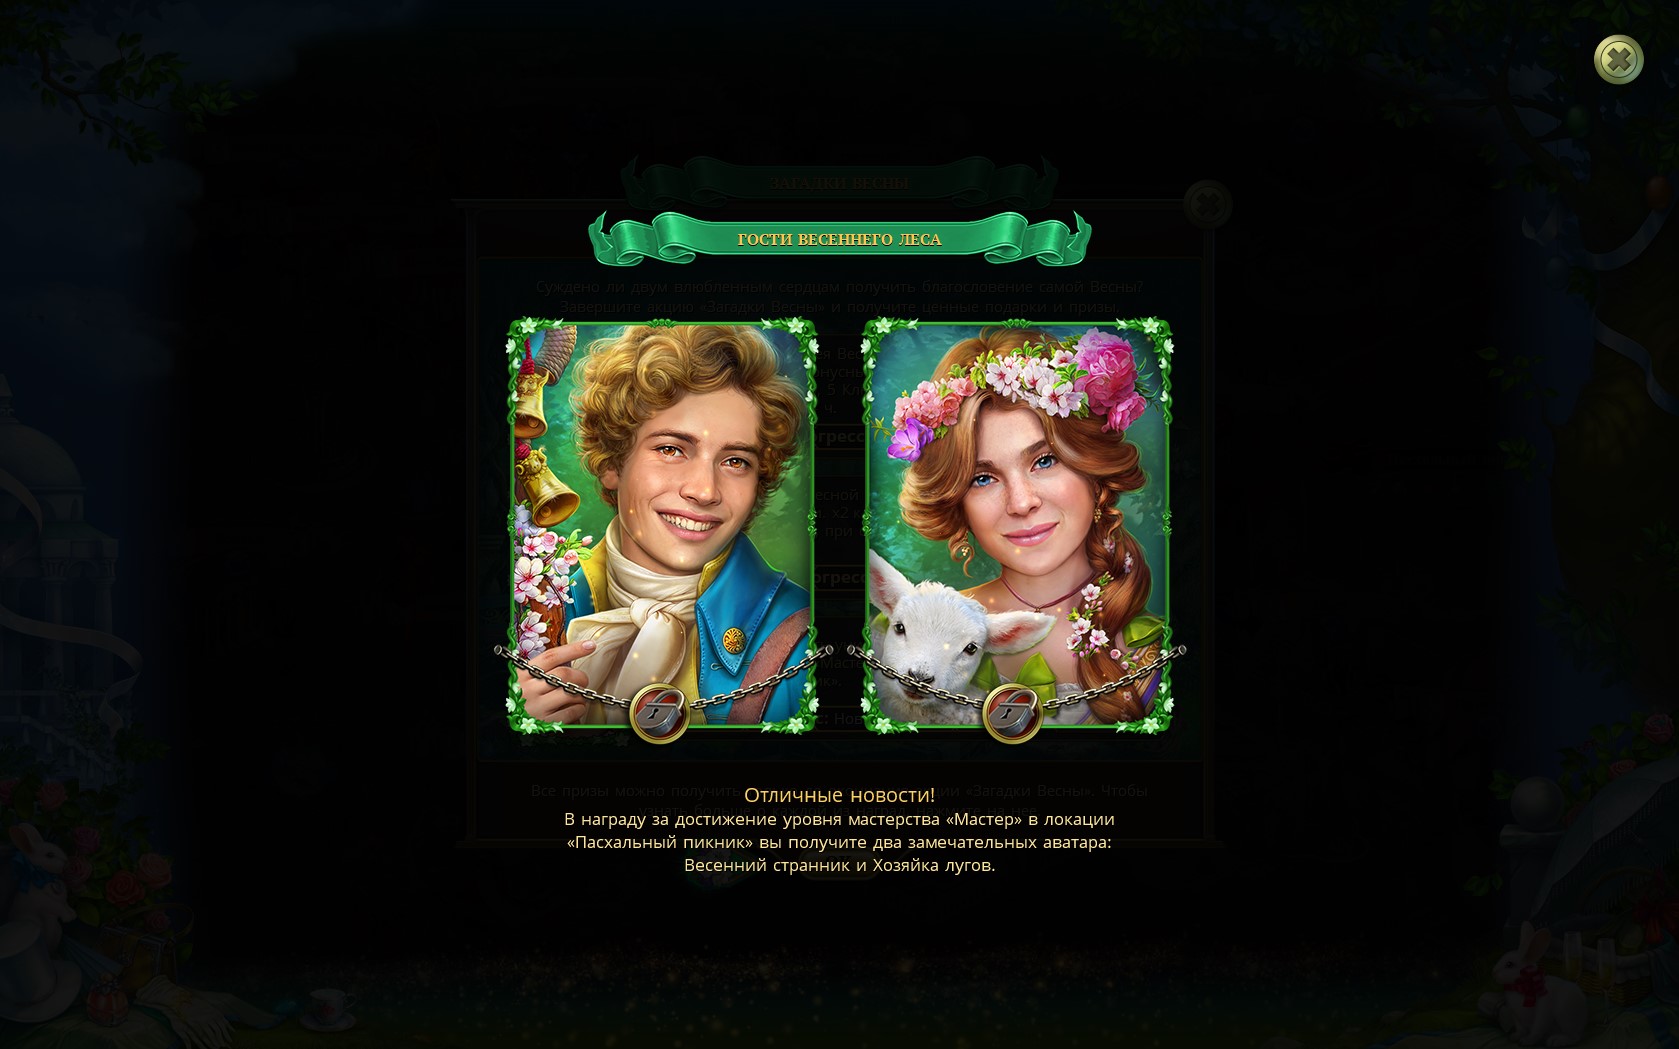 ЗАГАДКИ ВЕСНЫ
ГОСТИ ВЕСЕННЕГО ЛЕСА
Суждено ли двум влюбленным сердцам получить благословение самой Весны?
Завершите акцию «Загадки Весны» и получите ценные подарки и призы.
Отличные новости!
В награду за достижение уровня мастерства «Мастер» в локации
«Пасхальный пикник» вы получите два замечательных аватара:
Весенний странник и Хозяйка лугов.